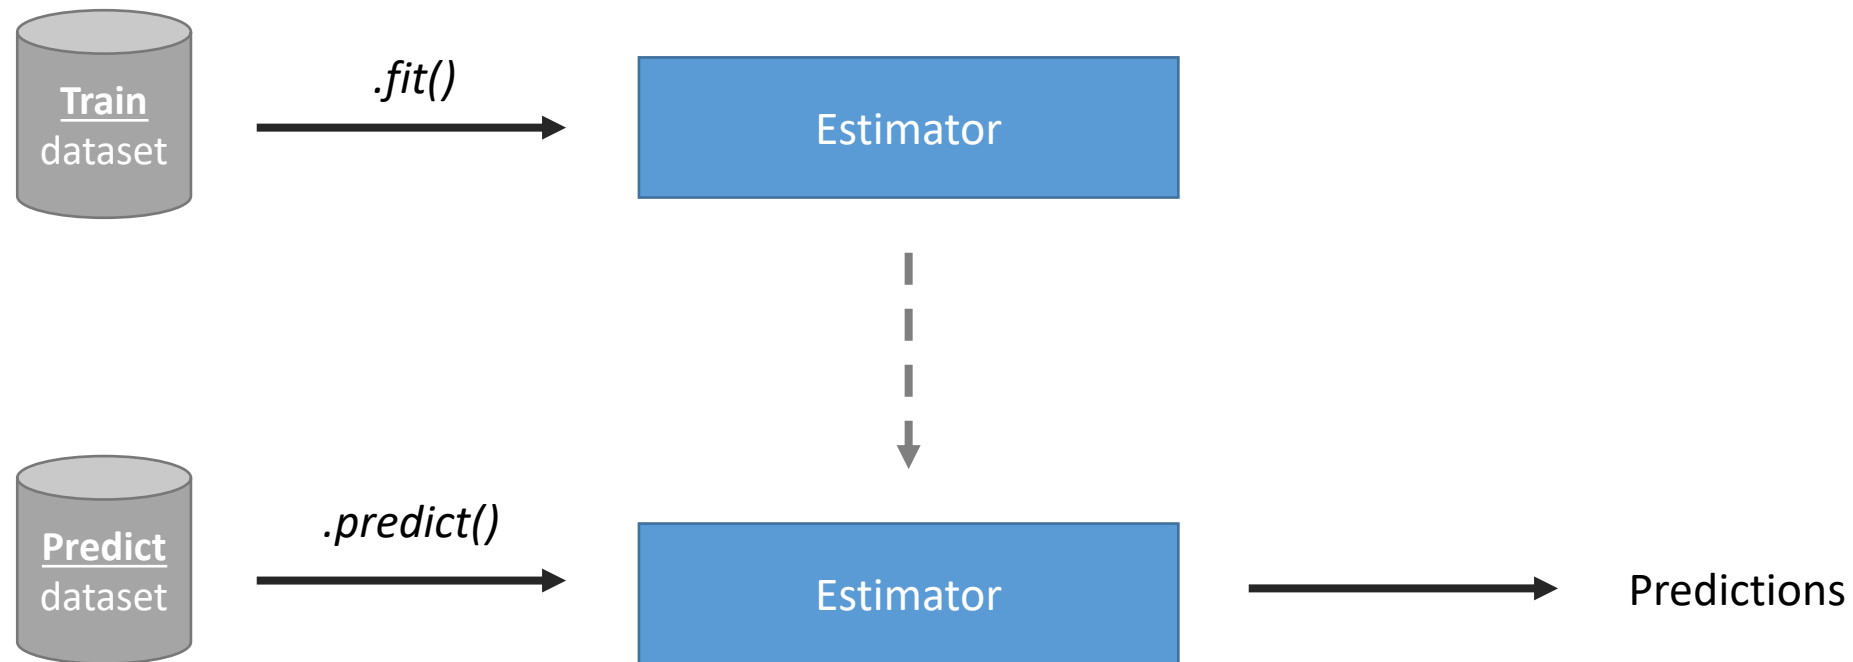 Train
dataset
.fit()
Estimator
Predict
dataset
.predict()
Estimator
Predictions